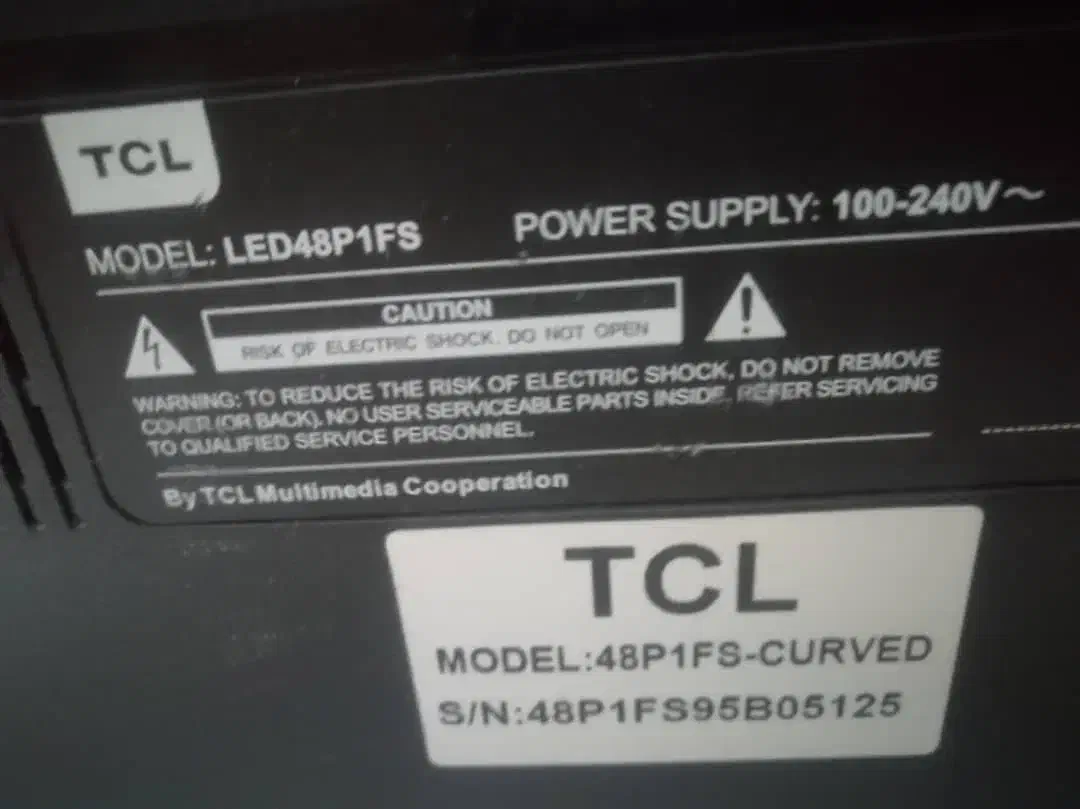 TCL
MODEL: LED48P1FS POWER SUPPLY: 100-240V～
CAUTION
RISK OF ELECTRIC SHOCK. DO NOT OPEN
WARNING: TO REDUCE THE RISK OF ELECTRIC SHOCK, DO NOT REMOVE
COVER (OR BACK). NO USER SERVICEABLE PARTS INSIDE. REFER SERVICING
TO QUALIFIED SERVICE PERSONNEL.
By TCL Multimedia Cooperation
TCL
MODEL:48P1FS-CURVED
S/N:48P1FS95B05125